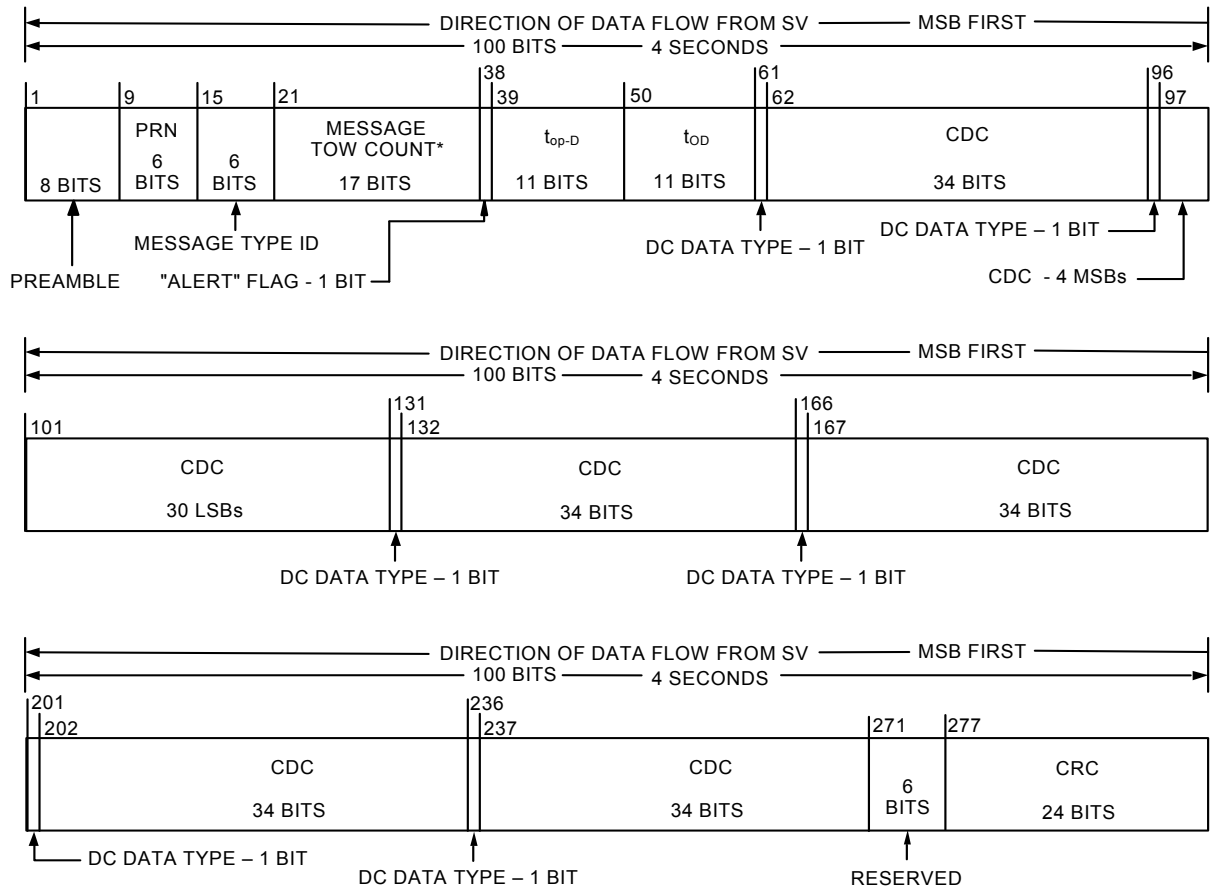 DIRECTION OF DATA FLOW FROM SV MSB FIRST
100 BITS 4 SECONDS
1 9 15 21 38 39 50 61 62 96 97
8 BITS
PRN
6
BITS
6
BITS
MESSAGE
TOW COUNT*
17 BITS
top-D
11 BITS
tOD
11 BITS
CDC
34 BITS
MESSAGE TYPE ID
DC DATA TYPE – 1 BIT
DC DATA TYPE – 1 BIT
PREAMBLE
"ALERT" FLAG - 1 BIT
CDC - 4 MSBs
DIRECTION OF DATA FLOW FROM SV MSB FIRST
100 BITS 4 SECONDS
101 131 132 166 167
CDC
30 LSBs
CDC
34 BITS
CDC
34 BITS
DC DATA TYPE – 1 BIT
DC DATA TYPE – 1 BIT
DIRECTION OF DATA FLOW FROM SV MSB FIRST
100 BITS 4 SECONDS
201 202 236 237 271 277
CDC
34 BITS
CDC
34 BITS
6
BITS
CRC
24 BITS
DC DATA TYPE – 1 BIT
DC DATA TYPE – 1 BIT
RESERVED